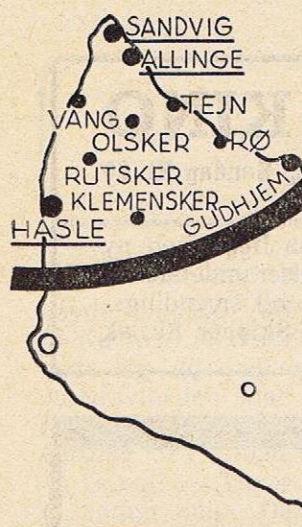 SANDVIG
ALLINGE
TEJN
VANG
OLSKER
RØ
RUTSKER
KLEMENSKER
GUDHJEM
HASLE